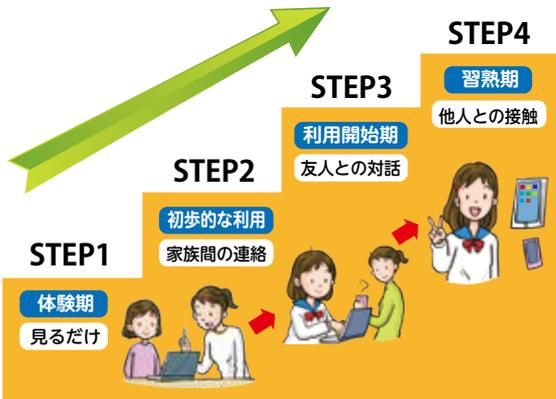 STEP1
体験期
見るだけ
STEP2
初歩的な利用
家族間の連絡
STEP3
利用開始期
友人との対話
STEP4
習熟期
他人との接触
?